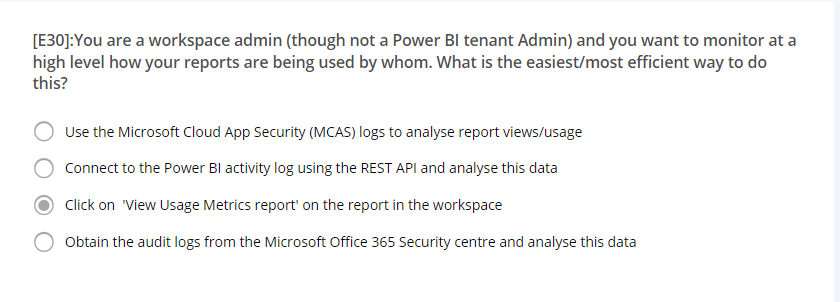 [E30]:You are a workspace admin (though not a Power BI tenant Admin) and you want to monitor at a
high level how your reports are being used by whom. What is the easiest/most efficient way to do
this?
Use the Microsoft Cloud App Security (MCAS) logs to analyse report views/usage
Connect to the Power BI activity log using the REST API and analyse this data
Click on 'View Usage Metrics report' on the report in the workspace
Obtain the audit logs from the Microsoft Office 365 Security centre and analyse this data